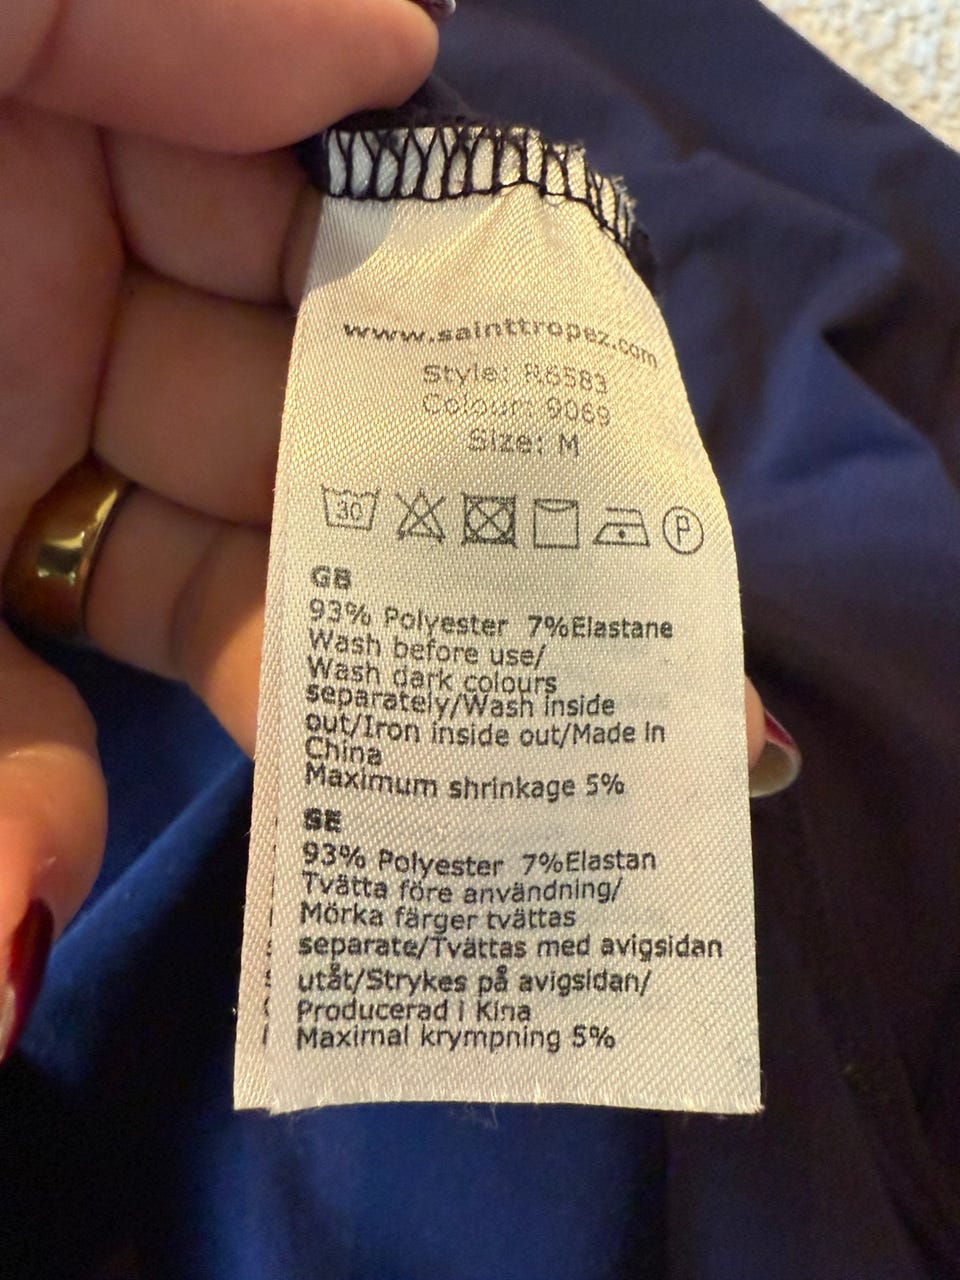 www.sainttropez.com
Style: R6583
Colour: 9069
Size: M
30 P
GB
93% Polyester 7%Elastane
Wash before use/
Wash dark colours
separately/Wash inside
out/Iron inside out/Made in
China
Maximum shrinkage 5%
SE
93% Polyester 7%Elastan
Tvätta före användning/
Mörka färger tvättas
separate/Tvättas med avigsidan
utåt/Strykes på avigsidan/
Producerad i Kina
Maximal krympning 5%